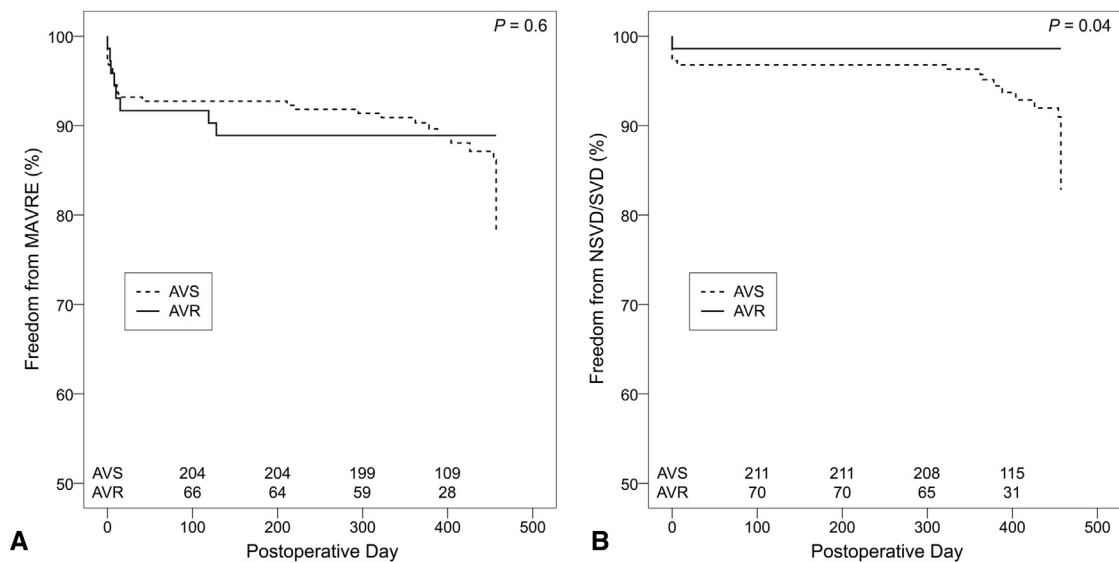 P = 0.6
100
90
80
70
60
50
Freedom from MAVRE (%)
AVS
AVR
AVS 204 204 199 109
AVR 66 64 59 28
0 100 200 300 400 500
Postoperative Day
A
P = 0.04
100
90
80
70
60
50
Freedom from NSVD/SVD (%)
AVS
AVR
AVS 211 211 208 115
AVR 70 70 65 31
0 100 200 300 400 500
Postoperative Day
B